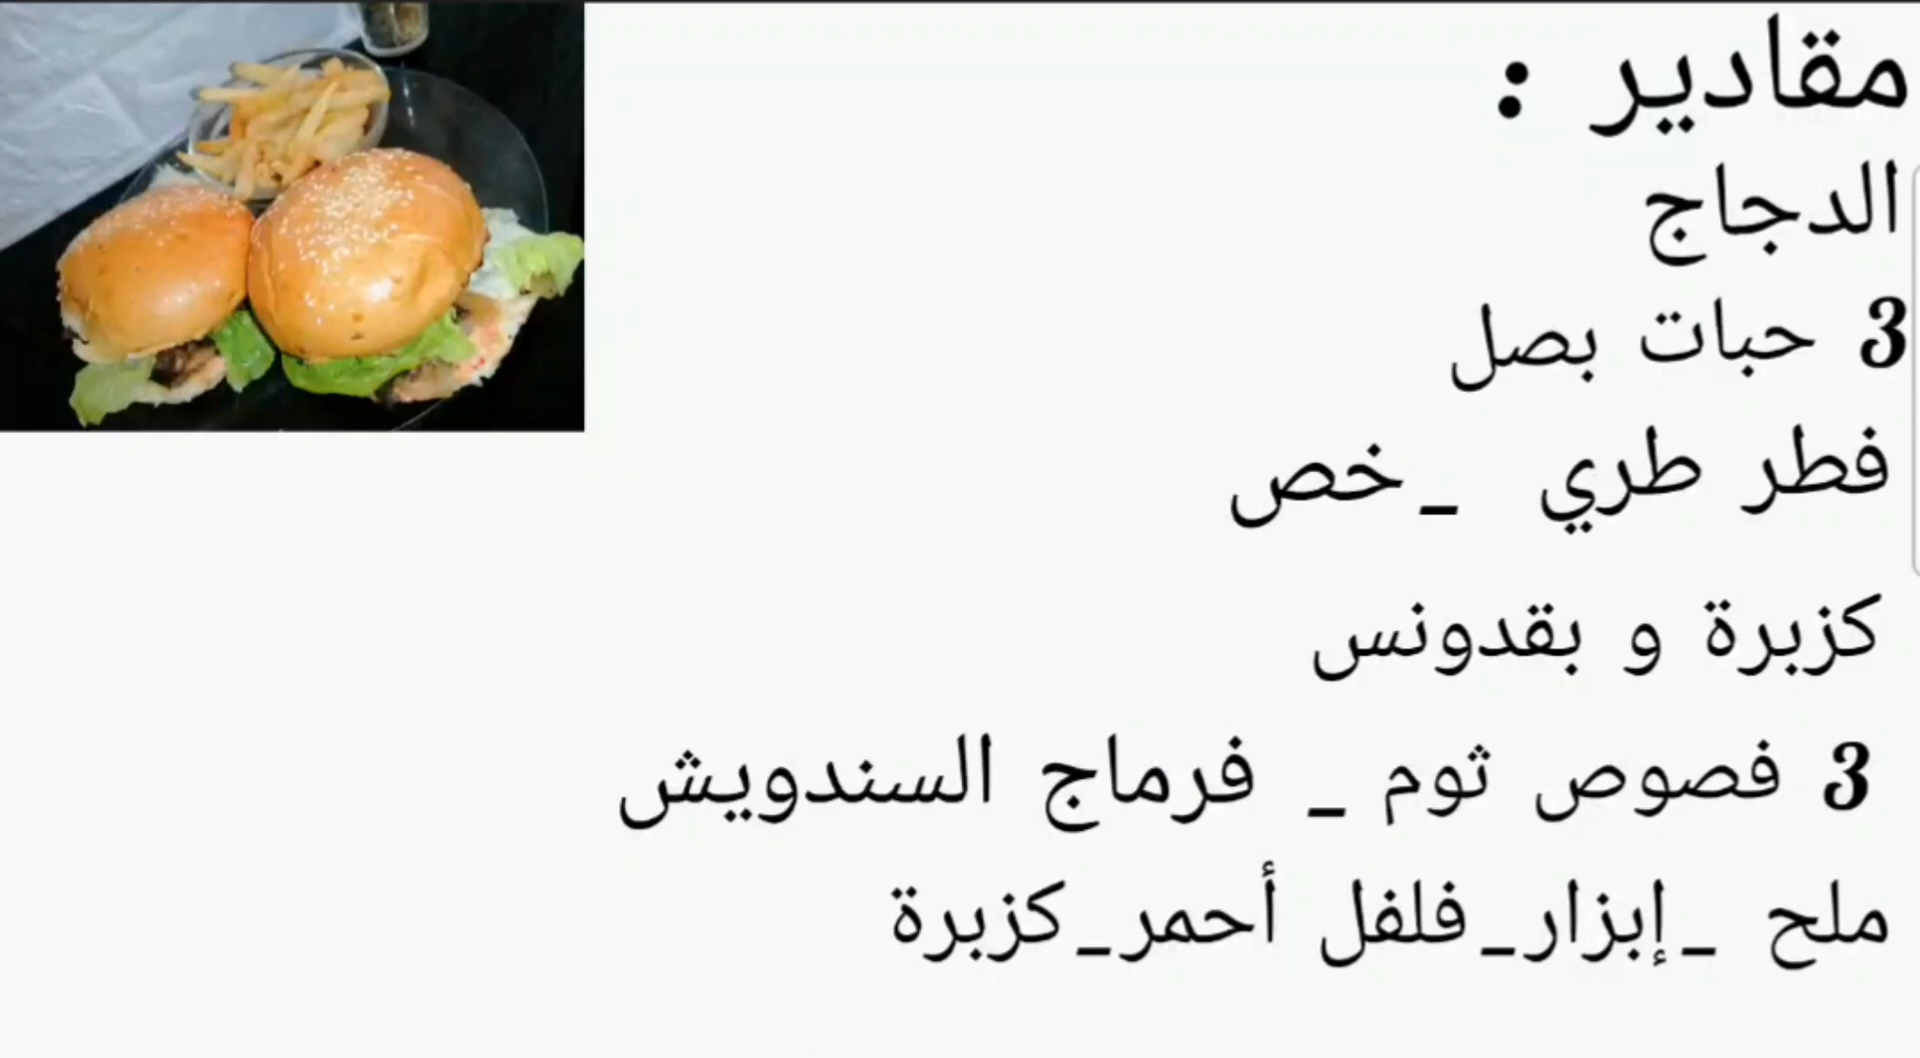 مقادير :
الدجاج
3 حبات بصل
فطر طري _خص
كزبرة و بقدونس
3 فصوص ثوم _ فرماج السندويش
ملح _إبزار_فلفل أحمر_كزبرة